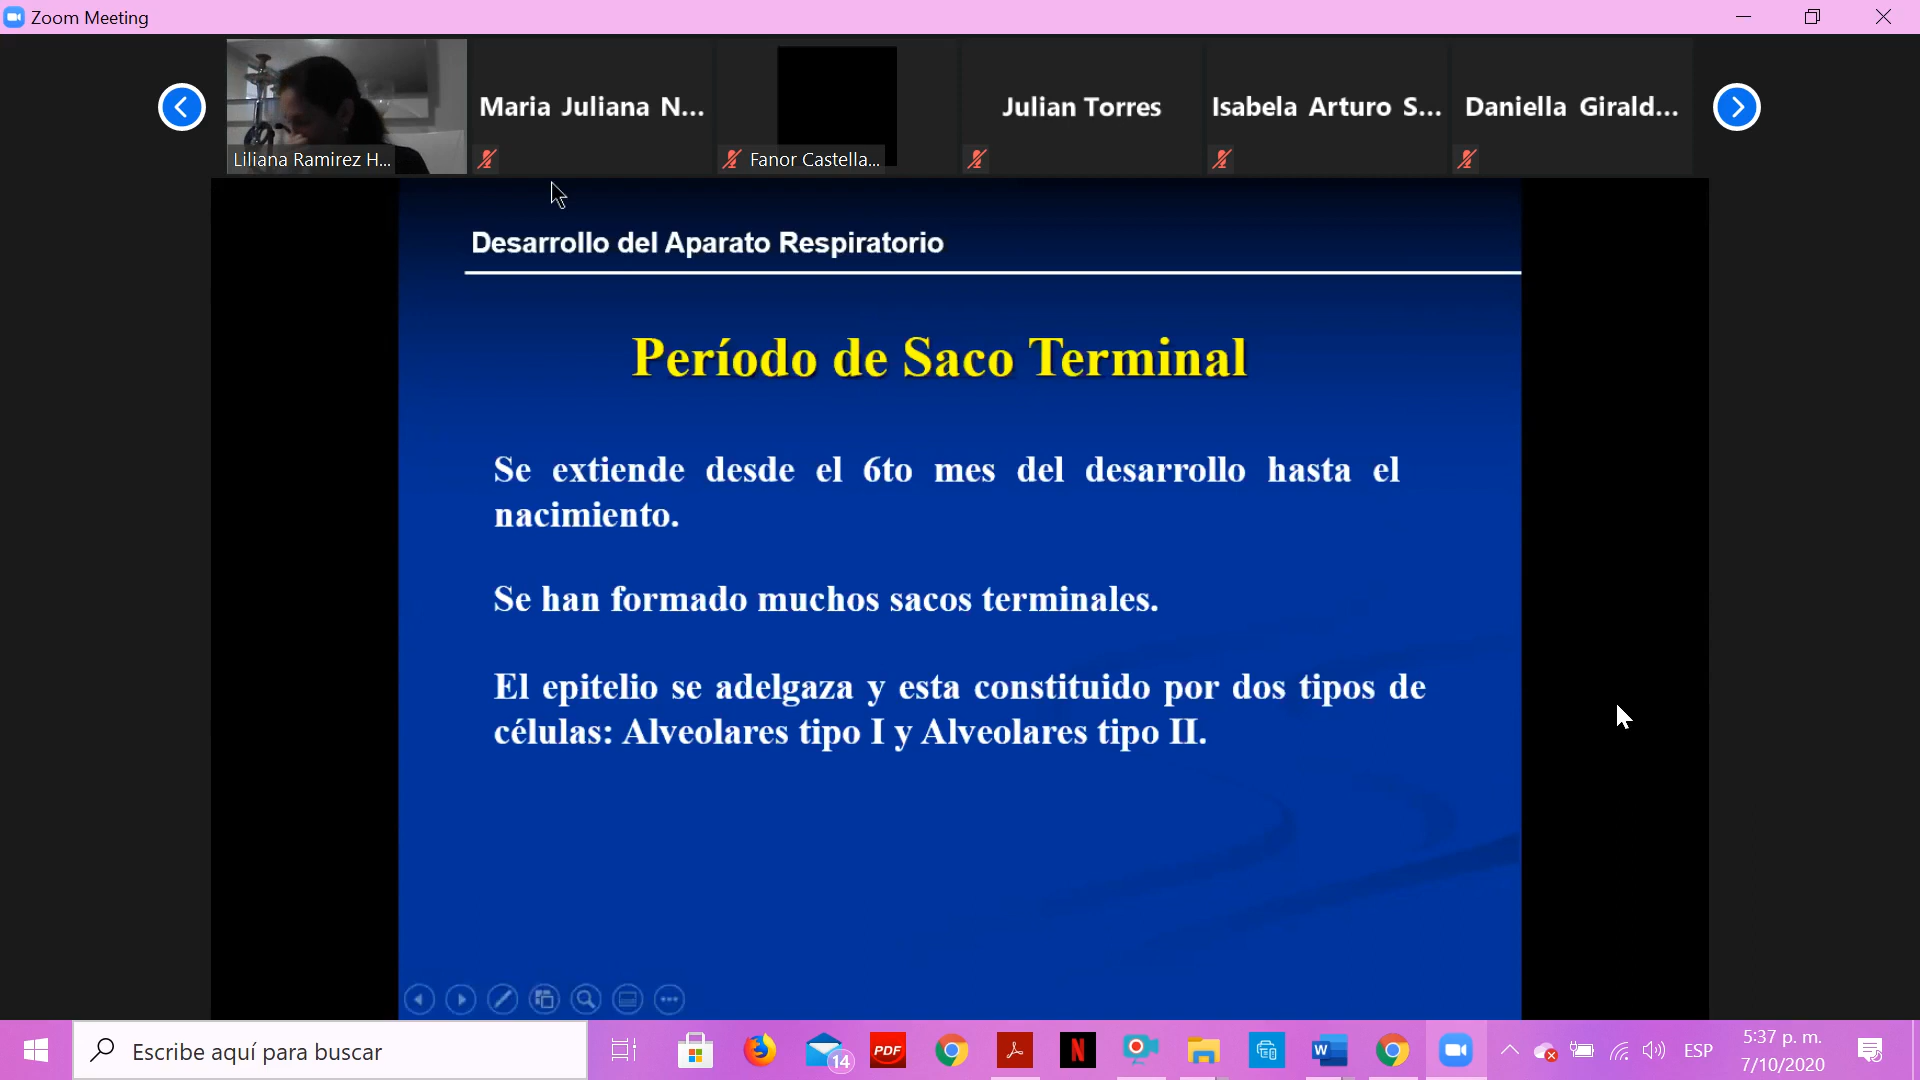 Zoom Meeting
Liliana Ramirez H...
Maria Juliana N...
Fanor Castella...
Julian Torres
Isabela Arturo S...
Daniella Girald...
Desarrollo del Aparato Respiratorio
Período de Saco Terminal
Se extiende desde el 6to mes del desarrollo hasta el
nacimiento.
Se han formado muchos sacos terminales.
El epitelio se adelgaza y esta constituido por dos tipos de
células: Alveolares tipo I y Alveolares tipo II.
Escribe aquí para buscar
14
PDF
N
W
ESP
5:37 p. m.
7/10/2020